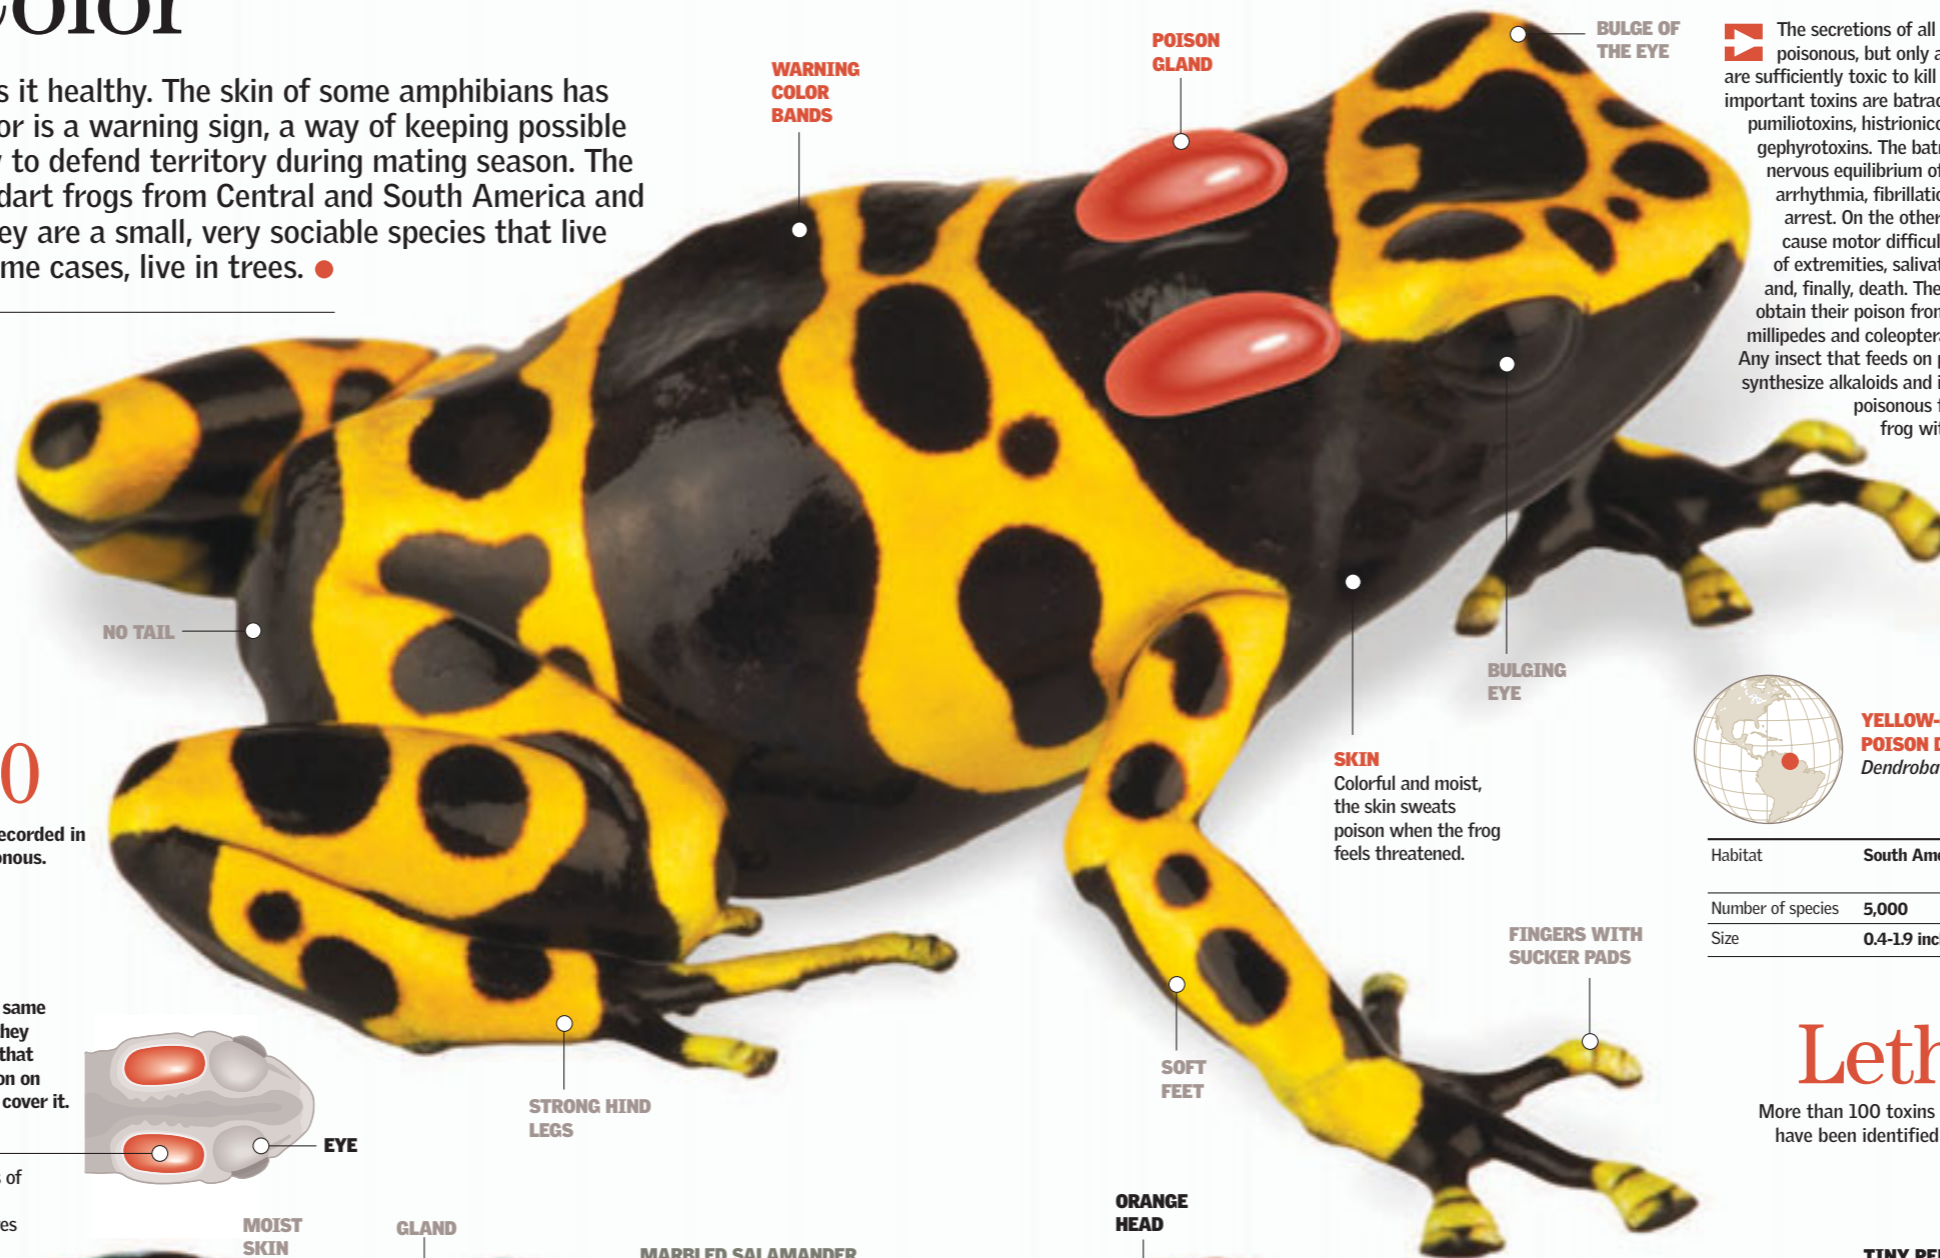 s it healthy. The skin of some amphibians has
or is a warning sign, a way of keeping possible
to defend territory during mating season. The
dart frogs from Central and South America and
ey are a small, very sociable species that live
me cases, live in trees.
WARNING
COLOR
BANDS
POISON
GLAND
BULGE OF
THE EYE
The secretions of all
poisonous, but only a
are sufficiently toxic to kill
important toxins are batrac
pumiliotoxins, histrionico
gephyrotoxins. The batr
nervous equilibrium of
arrhythmia, fibrillatio
arrest. On the other
cause motor difficul
of extremities, salivat
and, finally, death. The
obtain their poison from
millipedes and coleoptera
Any insect that feeds on p
synthesize alkaloids and i
poisonous f
frog wit
NO TAIL
BULGING
EYE
SKIN
Colorful and moist,
the skin sweats
poison when the frog
feels threatened.
YELLOW-
POISON D
Dendroba
Habitat South Ame
Number of species 5,000
Size 0.4-1.9 incl
0
ecorded in
onous.
same
hey
that
on on
cover it.
EYE
s of
es
STRONG HIND
LEGS
SOFT
FEET
FINGERS WITH
SUCKER PADS
Leth
More than 100 toxins
have been identified
MOIST
SKIN
GLAND
MARBLED SALAMANDER
ORANGE
HEAD